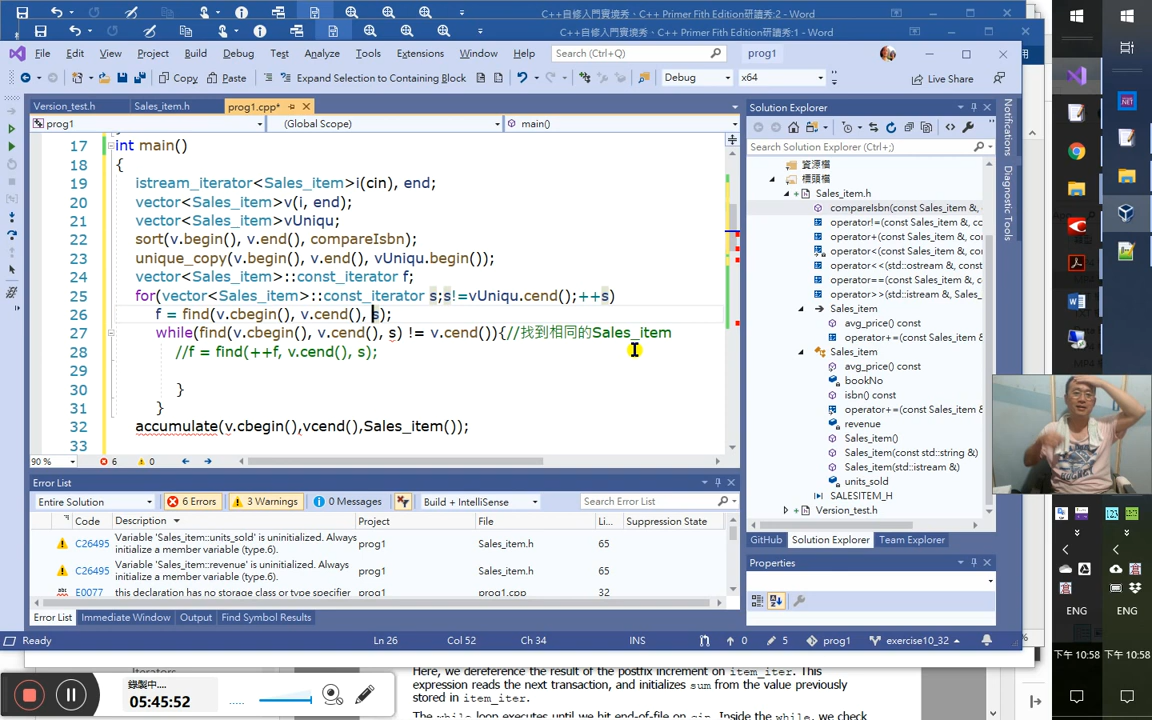 C++自修入門實境秀、C++ Primer Fith Edition研讀秀:2 - Word
C++自修入門實境秀、C++ Primer Fith Edition研讀秀:1 - Word
File Edit View Project Build Debug Test Analyze Tools Extensions Window Help Search (Ctrl+Q) prog1
Copy Paste Expand Selection to Containing Block Debug x64 Live Share
Version_test.h Sales_item.h prog1.cpp*
prog1 (Global Scope) main()
17 int main()
18 {
19 istream_iterator<Sales_item>i(cin), end;
20 vector<Sales_item>v(i, end);
21 vector<Sales_item>vUniqu;
22 sort(v.begin(), v.end(), compareIsbn);
23 unique_copy(v.begin(), v.end(), vUniqu.begin());
24 vector<Sales_item>::const_iterator f;
25 for(vector<Sales_item>::const_iterator s;s!=vUniqu.cend();++s)
26 f = find(v.cbegin(), v.cend(), s);
27 while(find(v.cbegin(), v.cend(), s) != v.cend()){//找到相同的Sales_item
28 //f = find(++f, v.cend(), s);
29
30 }
31 }
32 accumulate(v.cbegin(),vcend(),Sales_item());
33
90 % 6 0
Solution Explorer
Search Solution Explorer (Ctrl+;)
資源檔
標頭檔
Sales_item.h
compareIsbn(const Sales_item &,
operator!=(const Sales_item &, co
operator+(const Sales_item &, co
operator<(const Sales_item &, co
operator<<(std::ostream &, const
operator==(const Sales_item &, c
operator>>(std::istream &, Sales_
Sales_item
avg_price() const
operator+=(const Sales_item &)
Sales_item
avg_price() const
bookNo
isbn() const
operator+=(const Sales_item &)
revenue
Sales_item()
Sales_item(const std::string &)
Sales_item(std::istream &)
units_sold
SALESITEM_H
Version_test.h
GitHub Solution Explorer Team Explorer
Properties
Notifications
Diagnostic Tools
Error List
Entire Solution 6 Errors 3 Warnings 0 Messages Build + IntelliSense Search Error List
Code Description Project File Li... Suppression State
C26495 Variable 'Sales_item::units_sold' is uninitialized. Always initialize a member variable (type.6). prog1 Sales_item.h 65
C26495 Variable 'Sales_item::revenue' is uninitialized. Always initialize a member variable (type.6). prog1 Sales_item.h 65
E0077 this declaration has no storage class or type specifier prog1 prog1.cpp 32
Error List Immediate Window Output Find Symbol Results
Ready Ln 26 Col 52 Ch 34 INS 0 5 prog1 exercise10_32
ENG ENG
下午 10:58 下午 10:58
錄製中...
05:45:52
Here, we dereference the result of the postfix increment on item_iter. This
expression reads the next transaction, and initializes sum from the value previously
stored in item_iter.